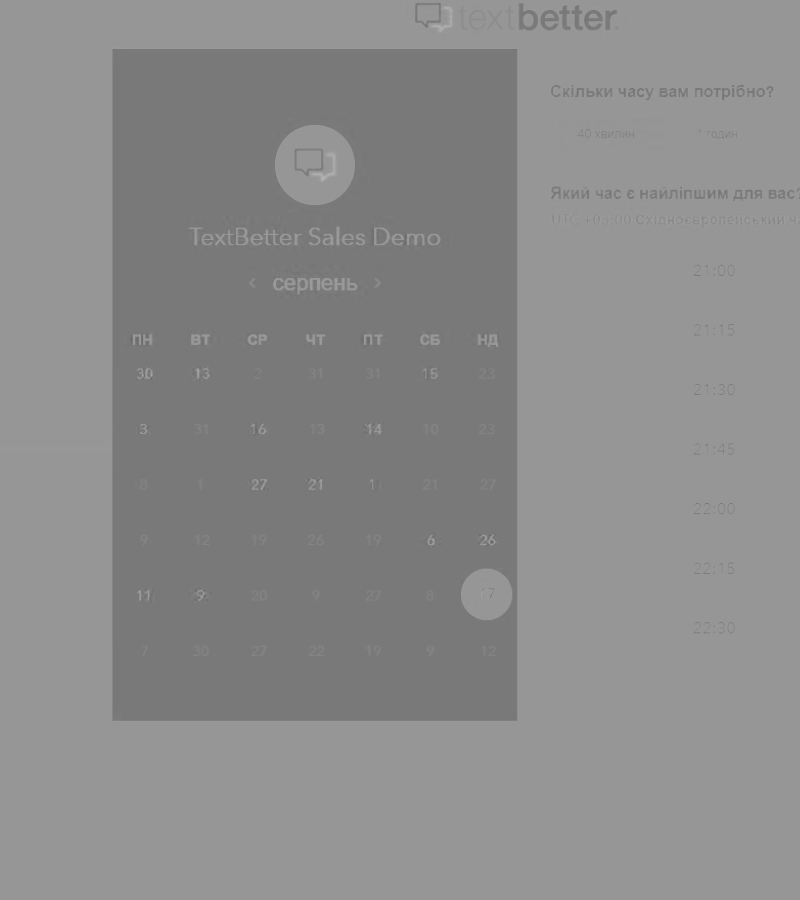 textbetter.
TextBetter Sales Demo
‹ серпень ›
ПН ВТ СР ЧТ ПТ СБ НД
30 13 2 31 31 15 23
3 31 16 13 14 10 23
8 1 27 21 1 21 27
9 12 19 26 19 6 26
11 9 20 9 27 8 17
7 30 27 22 19 9 12
Скільки часу вам потрібно?
40 хвилин 1 годин
Який час є найліпшим для вас?
UTC +03:00 Східноєвропейський
21:00
21:15
21:30
21:45
22:00
22:15
22:30